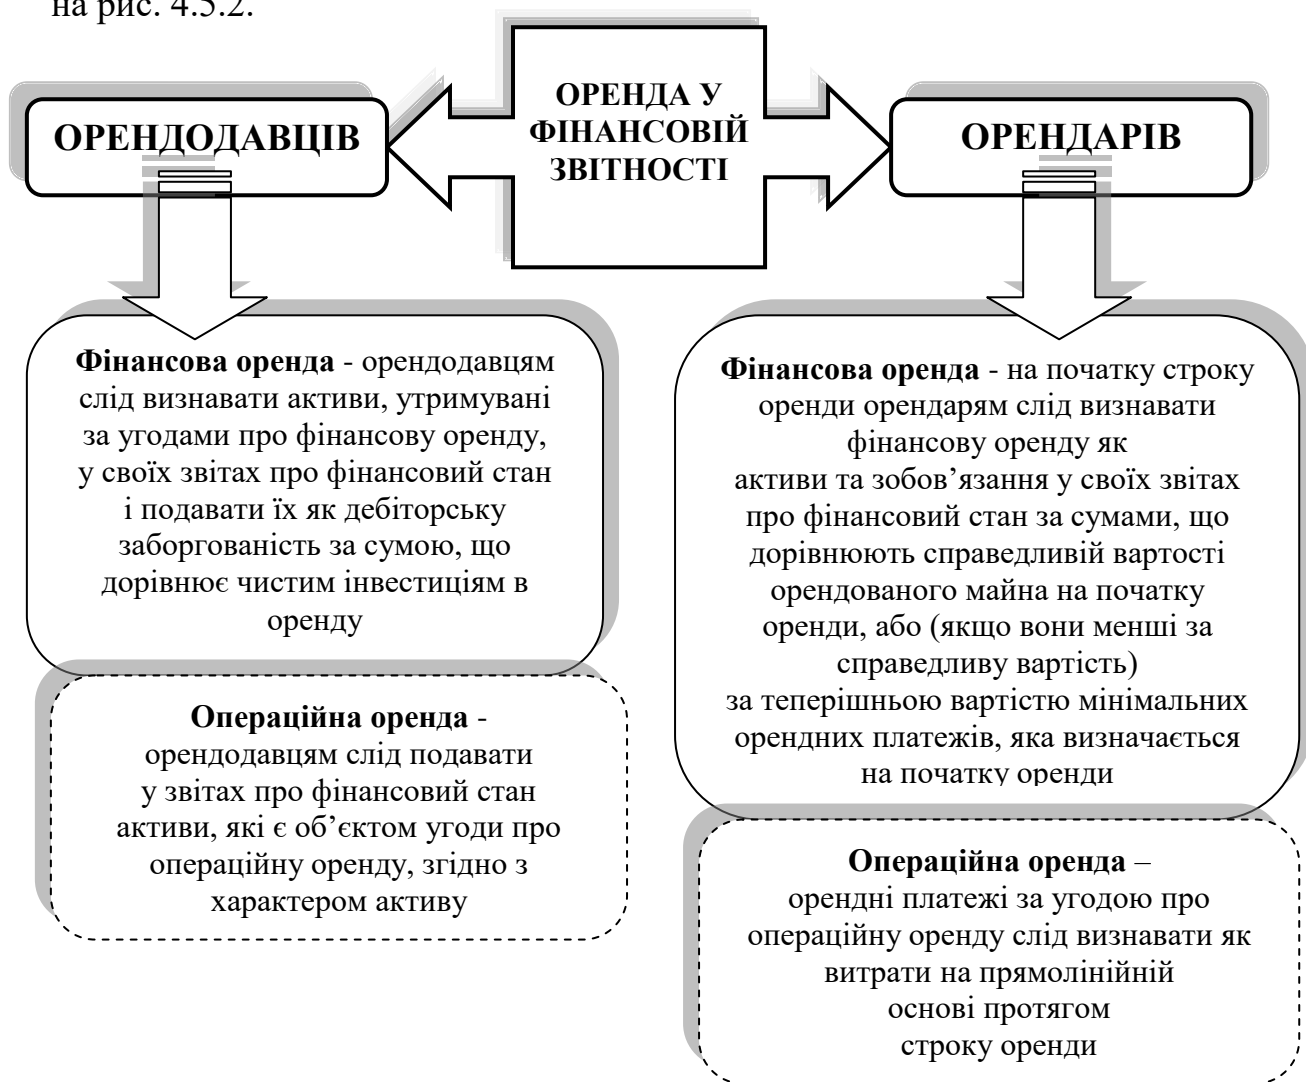 на рис. 4.5.2.
ОРЕНДА У
ФІНАНСОВІЙ
ЗВІТНОСТІ
ОРЕНДОДАВЦІВ
ОРЕНДАРІВ
Фінансова оренда - орендодавцям
слід визнавати активи, утримувані
за угодами про фінансову оренду,
у своїх звітах про фінансовий стан
і подавати їх як дебіторську
заборгованість за сумою, що
дорівнює чистим інвестиціям в
оренду
Операційна оренда -
орендодавцям слід подавати
у звітах про фінансовий стан
активи, які є об’єктом угоди про
операційну оренду, згідно з
характером активу
Фінансова оренда - на початку строку
оренди орендарям слід визнавати
фінансову оренду як
активи та зобов’язання у своїх звітах
про фінансовий стан за сумами, що
дорівнюють справедливій вартості
орендованого майна на початку
оренди, або (якщо вони менші за
справедливу вартість)
за теперішньою вартістю мінімальних
орендних платежів, яка визначається
на початку оренди
Операційна оренда –
орендні платежі за угодою про
операційну оренду слід визнавати як
витрати на прямолінійній
основі протягом
строку оренди